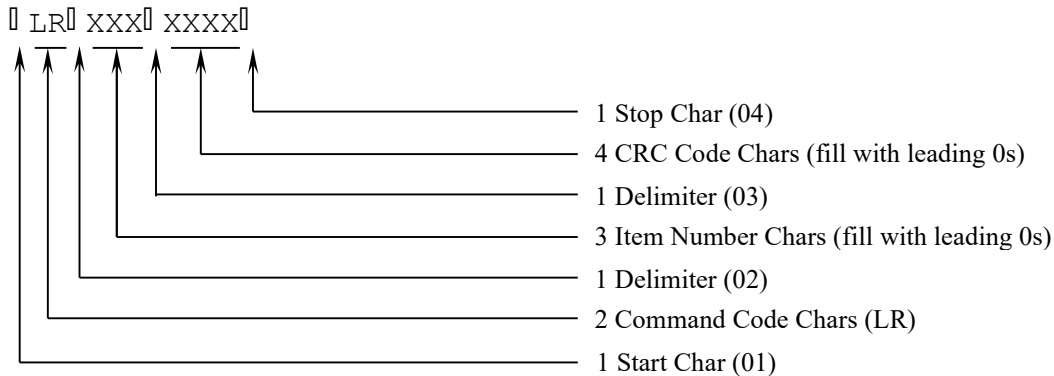 ▯ LR▯ XXX▯ XXXX▯
1 Stop Char (04)
4 CRC Code Chars (fill with leading 0s)
1 Delimiter (03)
3 Item Number Chars (fill with leading 0s)
1 Delimiter (02)
2 Command Code Chars (LR)
1 Start Char (01)